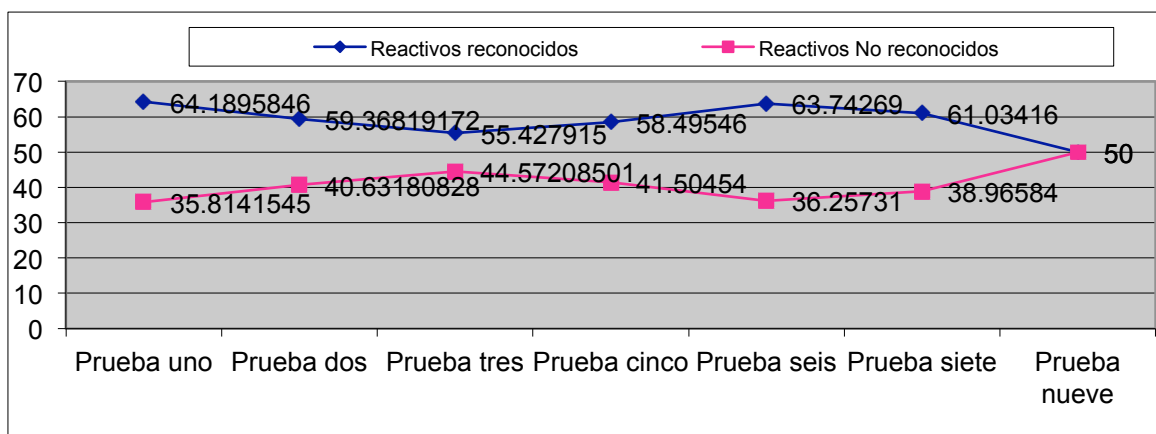 Reactivos reconocidos Reactivos No reconocidos
70
60
50
40
30
20
10
0
64.1895846 59.36819172 55.427915 58.49546 63.74269 61.03416 50
35.8141545 40.63180828 44.57208501 41.50454 36.25731 38.96584 50
Prueba uno Prueba dos Prueba tres Prueba cinco Prueba seis Prueba siete Prueba
nueve